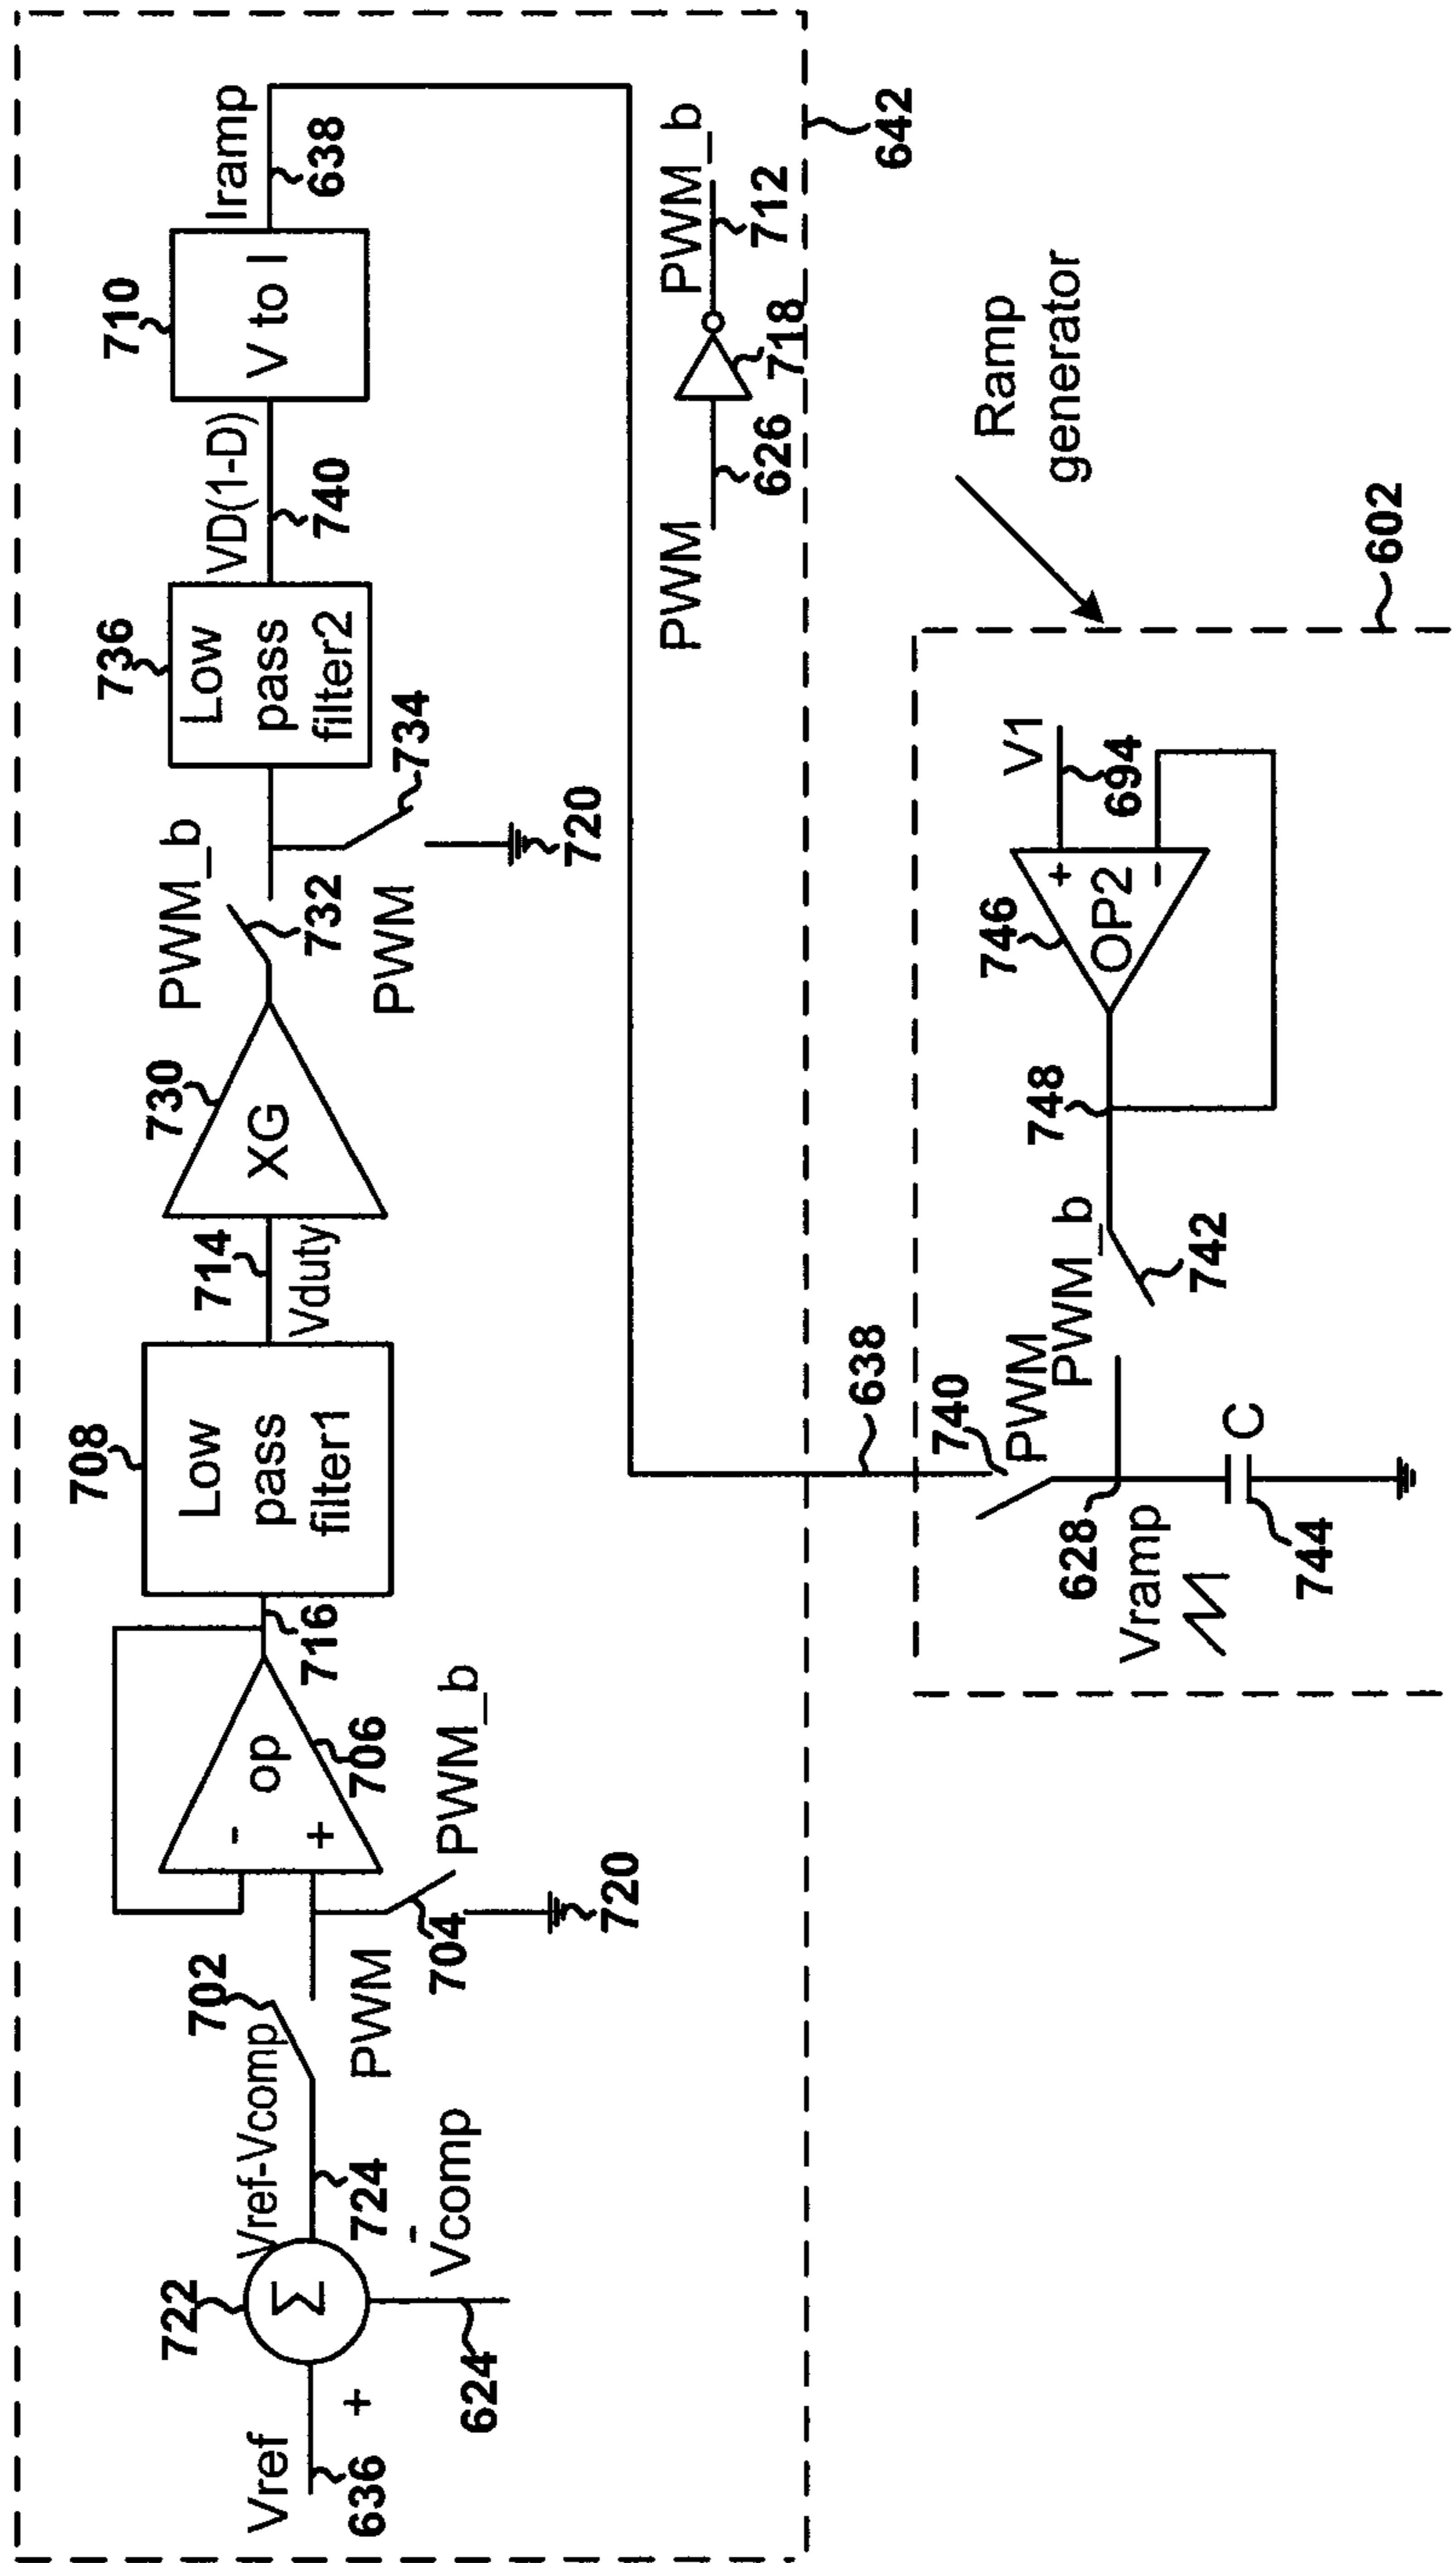 Vref
636
+
722
Σ
624
-
Vcomp
Vref-Vcomp
724
702
PWM
704
PWM_b
720
-
+
op
706
716
708
Low
pass
filter1
714
Vduty
730
XG
PWM_b
732
PWM
734
720
736
Low
pass
filter2
VD(1-D)
740
710
V to I
Iramp
638
PWM
626
718
PWM_b
712
642
638
740
PWM
PWM_b
628
Vramp
C
744
742
748
746
OP2
+
-
V1
694
Ramp
generator
602